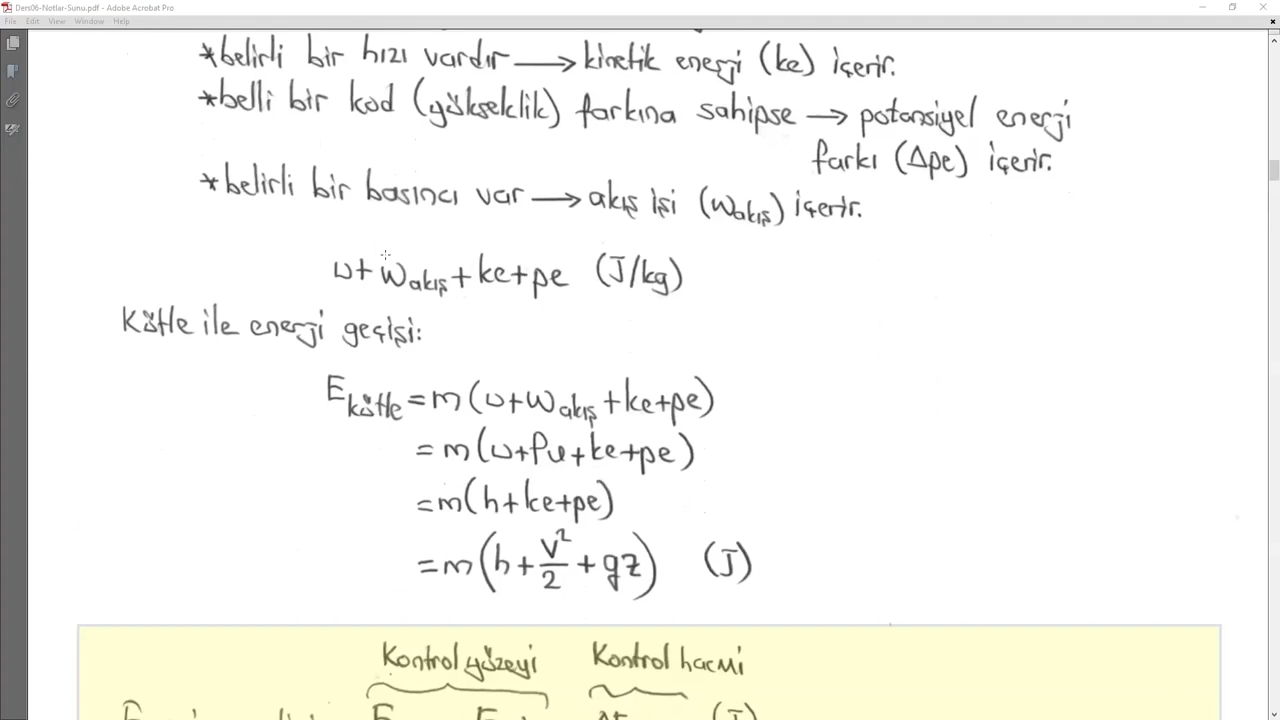 Ders06-Notlar-Sunu.pdf - Adobe Acrobat Pro
File Edit View Window Help
*belirli bir hızı vardır → kinetik enerji (ke) içerir.
*belli bir kod (yükseklik) farkına sahipse → potansiyel enerji
farkı (Δpe) içerir.
*belirli bir basıncı var → akış işi (wakış) içerir.
u+wakış+ke+pe (J/kg)
Kütle ile enerji geçişi:
Ekütle=m(u+wakış+ke+pe)
=m(u+Pv+ke+pe)
=m(h+ke+pe)
=m(h+V²/2+gz) (J)
Kontrol yüzeyi Kontrol hacmi